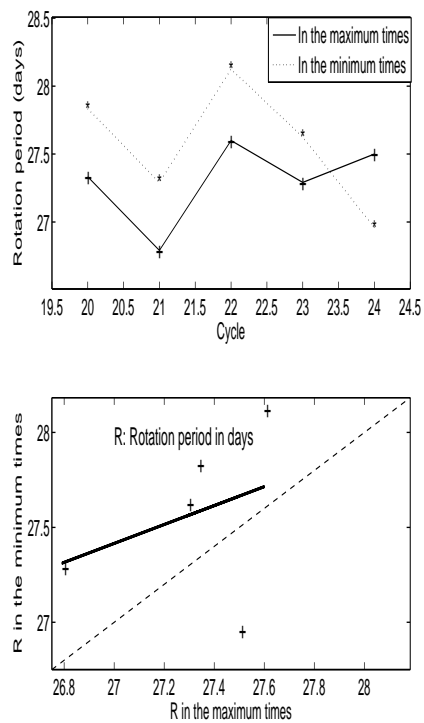 28.5
28
27.5
27
Rotation period (days)
In the maximum times
In the minimum times
19.5 20 20.5 21 21.5 22 22.5 23 23.5 24 24.5
Cycle
28
27.5
27
R in the minimum times
R: Rotation period in days
26.8 27 27.2 27.4 27.6 27.8 28
R in the maximum times